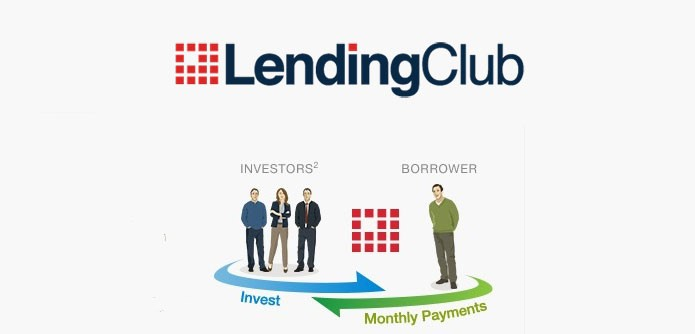 LendingClub
INVESTORS²
BORROWER
Invest
Monthly Payments